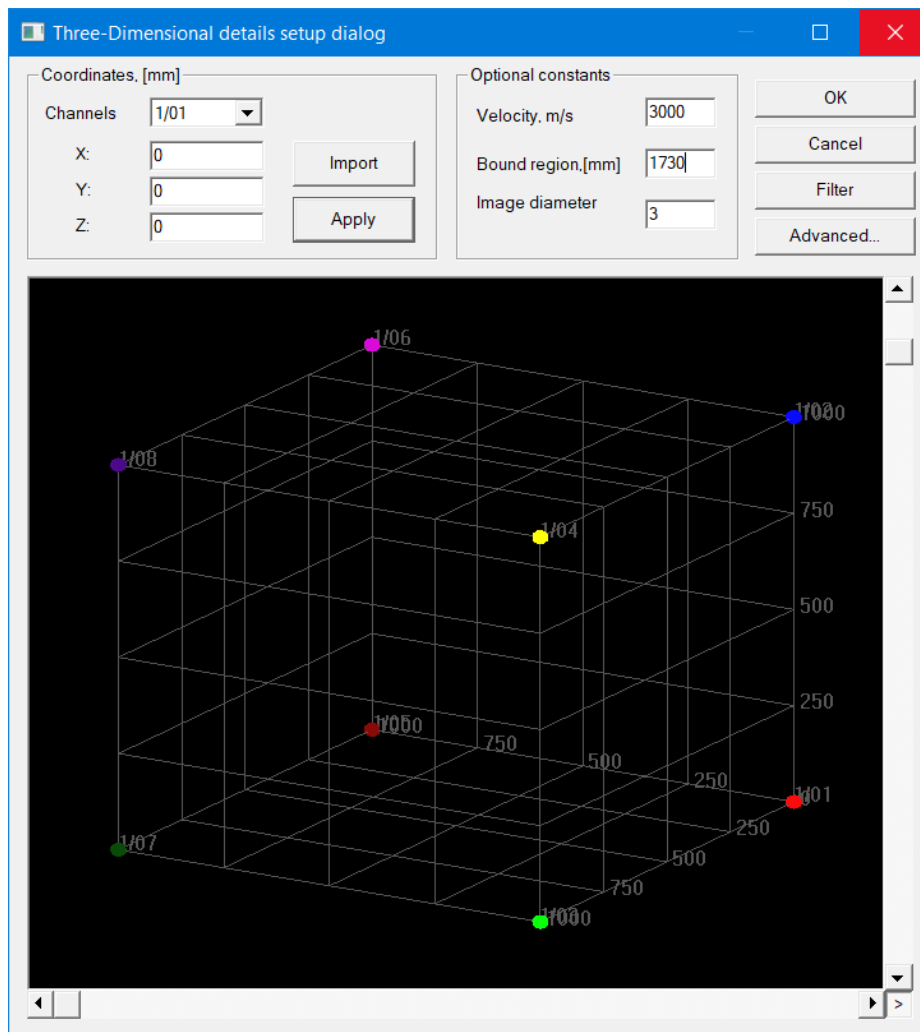 Three-Dimensional details setup dialog
Coordinates, [mm]
Channels
1/01
X:
0
Y:
0
Z:
0
Import
Apply
Optional constants
Velocity, m/s
3000
Bound region,[mm]
1730
Image diameter
3
OK
Cancel
Filter
Advanced...
1/06
1000
1/08
750
1/04
500
250
1000
750
500
250
1/01
1/07
250
500
750
1000
>